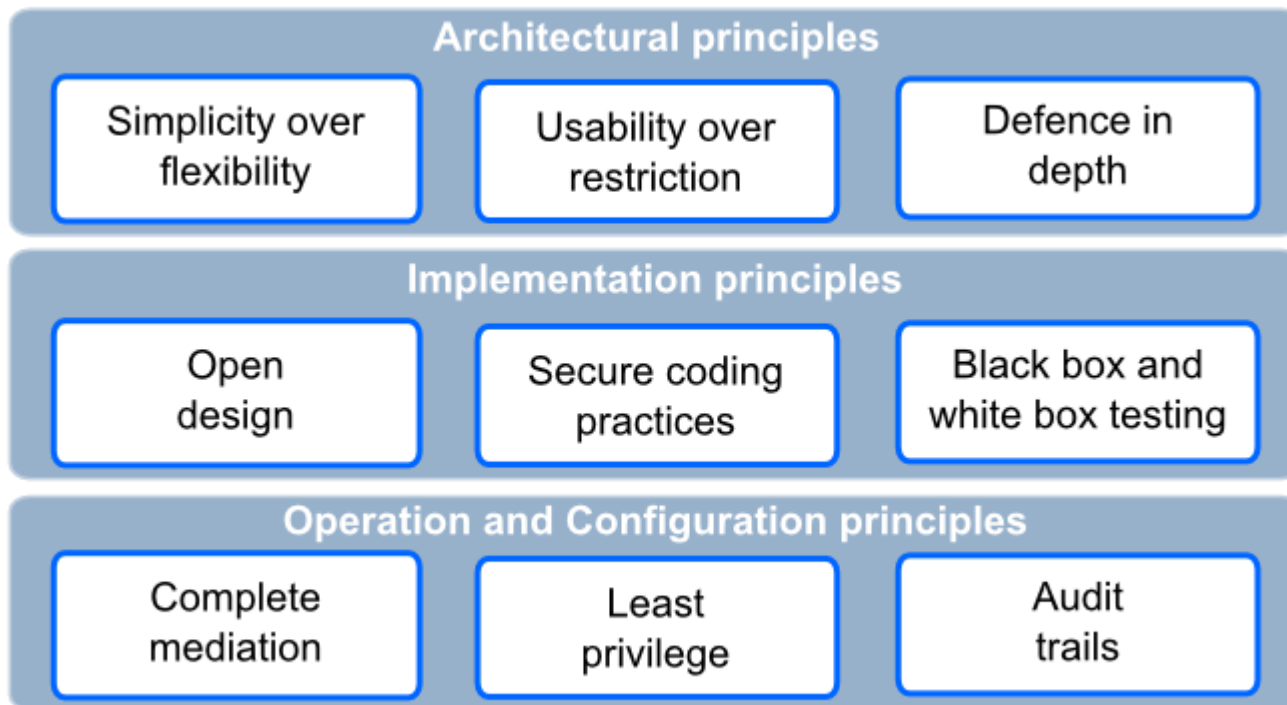 Architectural principles
Simplicity over
flexibility
Usability over
restriction
Defence in
depth
Implementation principles
Open
design
Secure coding
practices
Black box and
white box testing
Operation and Configuration principles
Complete
mediation
Least
privilege
Audit
trails